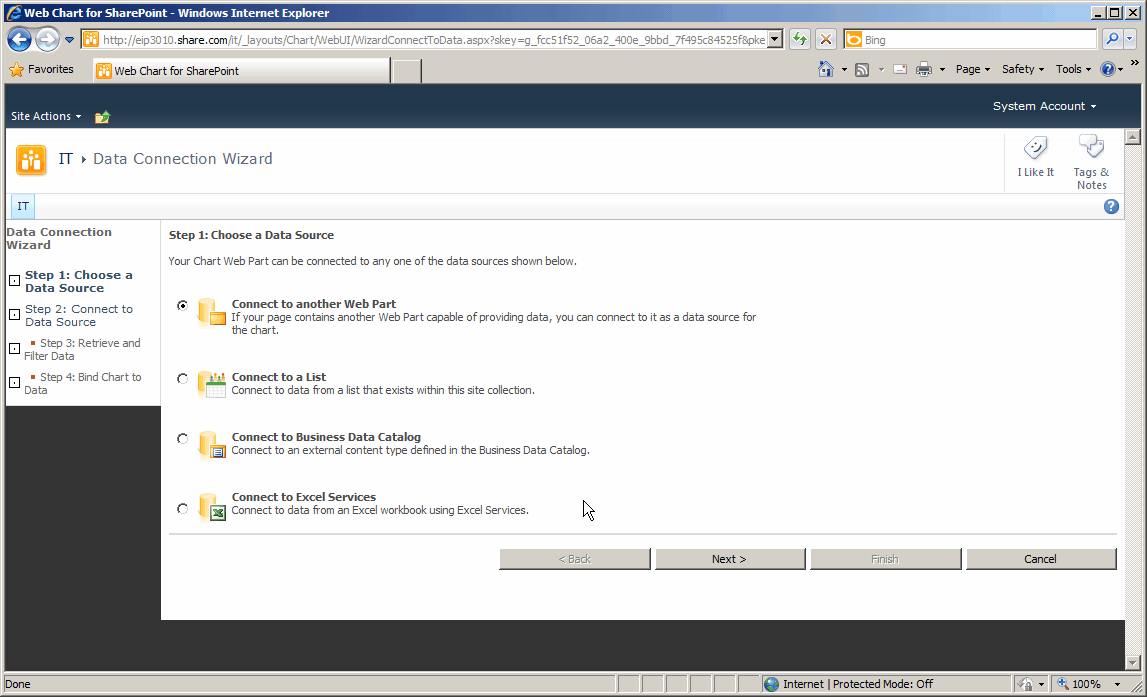 Web Chart for SharePoint - Windows Internet Explorer
http://eip3010.share.com/it/_layouts/Chart/WebUI/WizardConnectToData.aspx?skey=g_fcc51f52_06a2_400e_9bbd_7f495c84525f&pke
Bing
Favorites
Web Chart for SharePoint
Page
Safety
Tools
Site Actions
System Account
IT
Data Connection Wizard
I Like It
Tags &
Notes
IT
Data Connection
Wizard
Step 1: Choose a
Data Source
Step 2: Connect to
Data Source
Step 3: Retrieve and
Filter Data
Step 4: Bind Chart to
Data
Step 1: Choose a Data Source
Your Chart Web Part can be connected to any one of the data sources shown below.
Connect to another Web Part
If your page contains another Web Part capable of providing data, you can connect to it as a data source for
the chart.
Connect to a List
Connect to data from a list that exists within this site collection.
Connect to Business Data Catalog
Connect to an external content type defined in the Business Data Catalog.
Connect to Excel Services
Connect to data from an Excel workbook using Excel Services.
< Back
Next >
Finish
Cancel
Done
Internet | Protected Mode: Off
100%